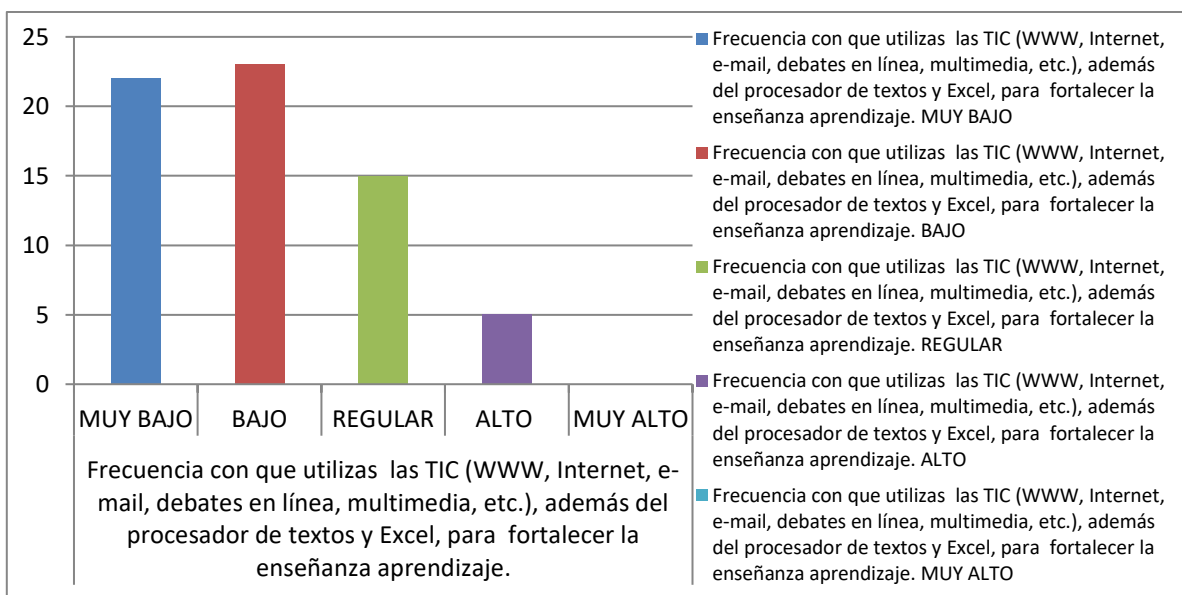 25
20
15
10
5
0
MUY BAJO BAJO REGULAR ALTO MUY ALTO
Frecuencia con que utilizas las TIC (WWW, Internet, e-
mail, debates en línea, multimedia, etc.), además del
procesador de textos y Excel, para fortalecer la
enseñanza aprendizaje.
Frecuencia con que utilizas las TIC (WWW, Internet,
e-mail, debates en línea, multimedia, etc.), además
del procesador de textos y Excel, para fortalecer la
enseñanza aprendizaje. MUY BAJO
Frecuencia con que utilizas las TIC (WWW, Internet,
e-mail, debates en línea, multimedia, etc.), además
del procesador de textos y Excel, para fortalecer la
enseñanza aprendizaje. BAJO
Frecuencia con que utilizas las TIC (WWW, Internet,
e-mail, debates en línea, multimedia, etc.), además
del procesador de textos y Excel, para fortalecer la
enseñanza aprendizaje. REGULAR
Frecuencia con que utilizas las TIC (WWW, Internet,
e-mail, debates en línea, multimedia, etc.), además
del procesador de textos y Excel, para fortalecer la
enseñanza aprendizaje. ALTO
Frecuencia con que utilizas las TIC (WWW, Internet,
e-mail, debates en línea, multimedia, etc.), además
del procesador de textos y Excel, para fortalecer la
enseñanza aprendizaje. MUY ALTO